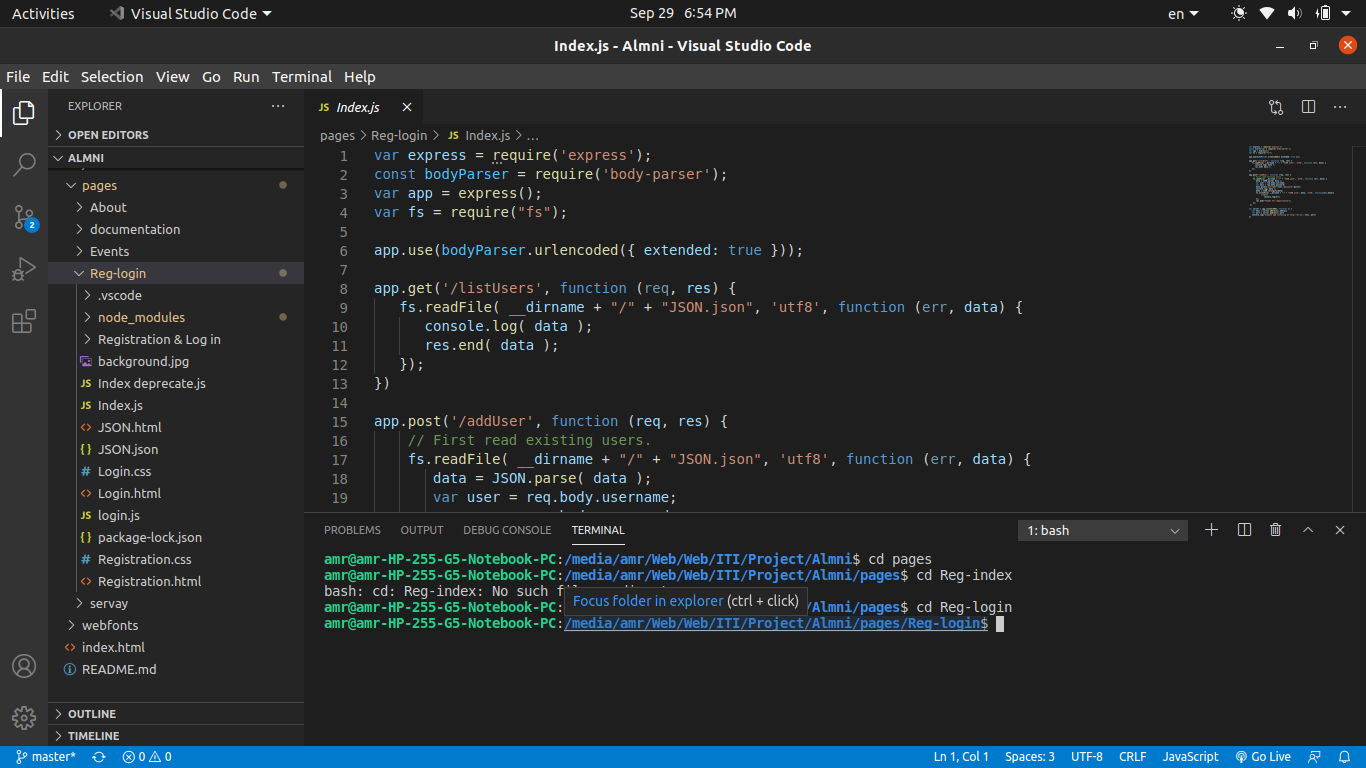 Activities Visual Studio Code Sep 29 6:54 PM en
Index.js - Almni - Visual Studio Code
File Edit Selection View Go Run Terminal Help
EXPLORER
OPEN EDITORS
ALMNI
pages
About
documentation
Events
Reg-login
.vscode
node_modules
Registration & Log in
background.jpg
JS Index deprecate.js
JS Index.js
<> JSON.html
{} JSON.json
# Login.css
<> Login.html
JS login.js
{} package-lock.json
# Registration.css
<> Registration.html
servay
webfonts
<> index.html
README.md
OUTLINE
TIMELINE
2
JS Index.js
pages > Reg-login > JS Index.js > ...
1 var express = require('express');
2 const bodyParser = require('body-parser');
3 var app = express();
4 var fs = require("fs");
5
6 app.use(bodyParser.urlencoded({ extended: true }));
7
8 app.get('/listUsers', function (req, res) {
9 fs.readFile( __dirname + "/" + "JSON.json", 'utf8', function (err, data) {
10 console.log( data );
11 res.end( data );
12 });
13 })
14
15 app.post('/addUser', function (req, res) {
16 // First read existing users.
17 fs.readFile( __dirname + "/" + "JSON.json", 'utf8', function (err, data) {
18 data = JSON.parse( data );
19 var user = req.body.username;
PROBLEMS OUTPUT DEBUG CONSOLE TERMINAL 1: bash
amr@amr-HP-255-G5-Notebook-PC:/media/amr/Web/Web/ITI/Project/Almni$ cd pages
amr@amr-HP-255-G5-Notebook-PC:/media/amr/Web/Web/ITI/Project/Almni/pages$ cd Reg-index
bash: cd: Reg-index: No such
Focus folder in explorer (ctrl + click)
amr@amr-HP-255-G5-Notebook-PC: /Almni/pages$ cd Reg-login
amr@amr-HP-255-G5-Notebook-PC:/media/amr/Web/Web/ITI/Project/Almni/pages/Reg-login$
master* 0 0 Ln 1, Col 1 Spaces: 3 UTF-8 CRLF JavaScript Go Live